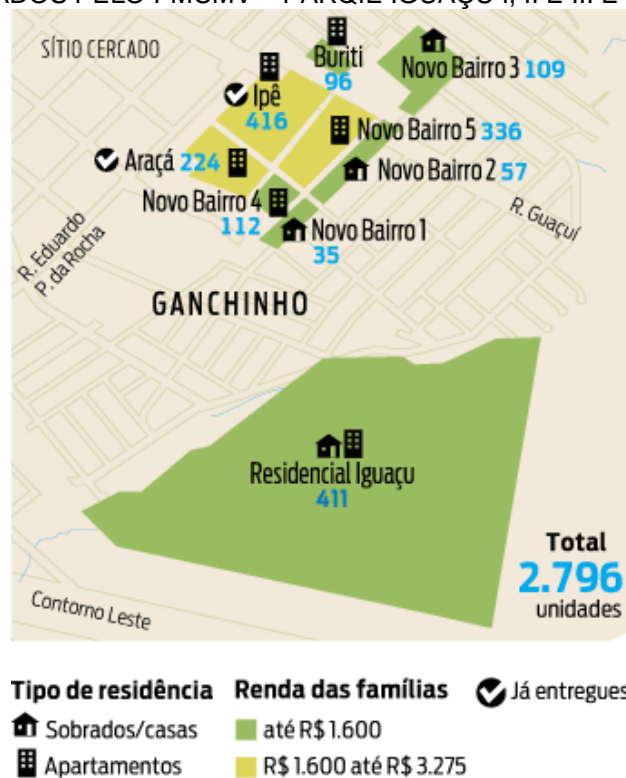 SÍTIO CERCADO
Buriti
96
Novo Bairro 3 109
Ipê
416
Novo Bairro 5 336
Araçá 224
Novo Bairro 2 57
Novo Bairro 4
112
Novo Bairro 1
35
R. Guaçuí
R. Eduardo
P. da Rocha
GANCHINHO
Residencial Iguaçu
411
Total
2.796
unidades
Contorno Leste
Tipo de residência
Renda das famílias
Já entregues
Sobrados/casas
até R$ 1.600
Apartamentos
R$ 1.600 até R$ 3.275